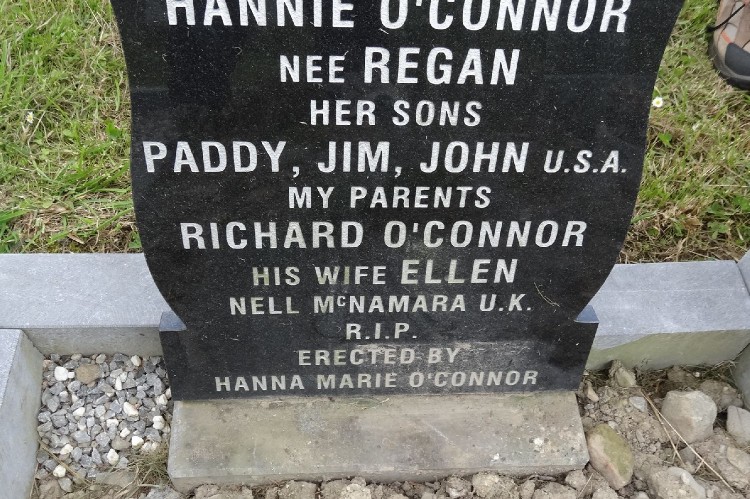 HANNIE O'CONNOR
NEE REGAN
HER SONS
PADDY, JIM, JOHN U.S.A.
MY PARENTS
RICHARD O'CONNOR
HIS WIFE ELLEN
NELL McNAMARA U.K.
R.I.P.
ERECTED BY
HANNA MARIE O'CONNOR